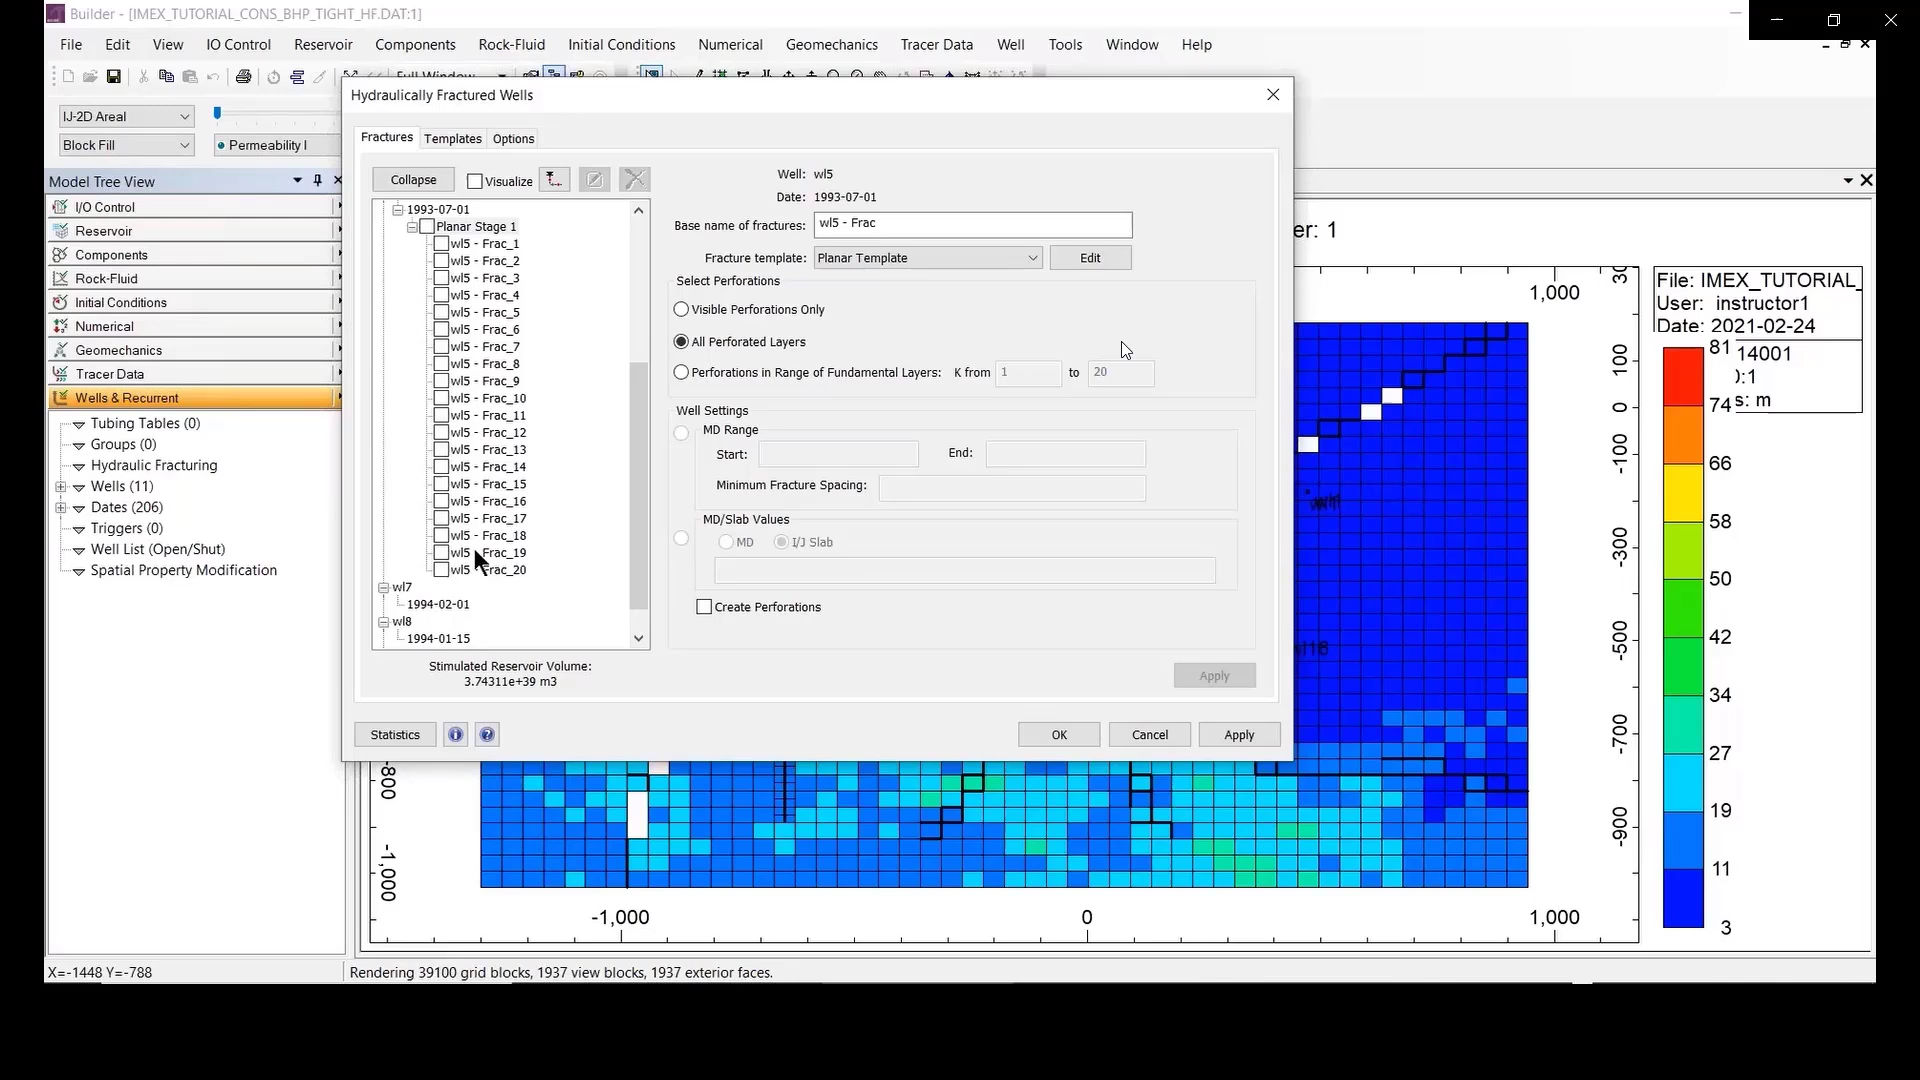 Builder - [IMEX_TUTORIAL_CONS_BHP_TIGHT_HF.DAT:1]
File Edit View IO Control Reservoir Components Rock-Fluid Initial Conditions Numerical Geomechanics Tracer Data Well Tools Window Help
Full Window
IJ-2D Areal
Block Fill
Permeability I
Model Tree View
I/O Control
Reservoir
Components
Rock-Fluid
Initial Conditions
Numerical
Geomechanics
Tracer Data
Wells & Recurrent
Tubing Tables (0)
Groups (0)
Hydraulic Fracturing
Wells (11)
Dates (206)
Triggers (0)
Well List (Open/Shut)
Spatial Property Modification
Hydraulically Fractured Wells
Fractures Templates Options
Collapse
Visualize
1993-07-01
Planar Stage 1
wl5 - Frac_1
wl5 - Frac_2
wl5 - Frac_3
wl5 - Frac_4
wl5 - Frac_5
wl5 - Frac_6
wl5 - Frac_7
wl5 - Frac_8
wl5 - Frac_9
wl5 - Frac_10
wl5 - Frac_11
wl5 - Frac_12
wl5 - Frac_13
wl5 - Frac_14
wl5 - Frac_15
wl5 - Frac_16
wl5 - Frac_17
wl5 - Frac_18
wl5 - Frac_19
wl5 - Frac_20
wl7
1994-02-01
wl8
1994-01-15
Stimulated Reservoir Volume:
3.74311e+39 m3
Well: wl5
Date: 1993-07-01
Base name of fractures: wl5 - Frac
Fracture template: Planar Template Edit
Select Perforations
Visible Perforations Only
All Perforated Layers
Perforations in Range of Fundamental Layers: K from 1 to 20
Well Settings
MD Range
Start: End:
Minimum Fracture Spacing:
MD/Slab Values
MD I/J Slab
Create Perforations
Apply
Statistics
OK Cancel Apply
er: 1
1,000
30
100
0
-100
-300
-500
-700
-900
File: IMEX_TUTORIAL_
User: instructor1
Date: 2021-02-24
14001
:1
s: m
81
74
66
58
50
42
34
27
19
11
3
-800
-1,000
-1,000 0 1,000
X=-1448 Y=-788
Rendering 39100 grid blocks, 1937 view blocks, 1937 exterior faces.